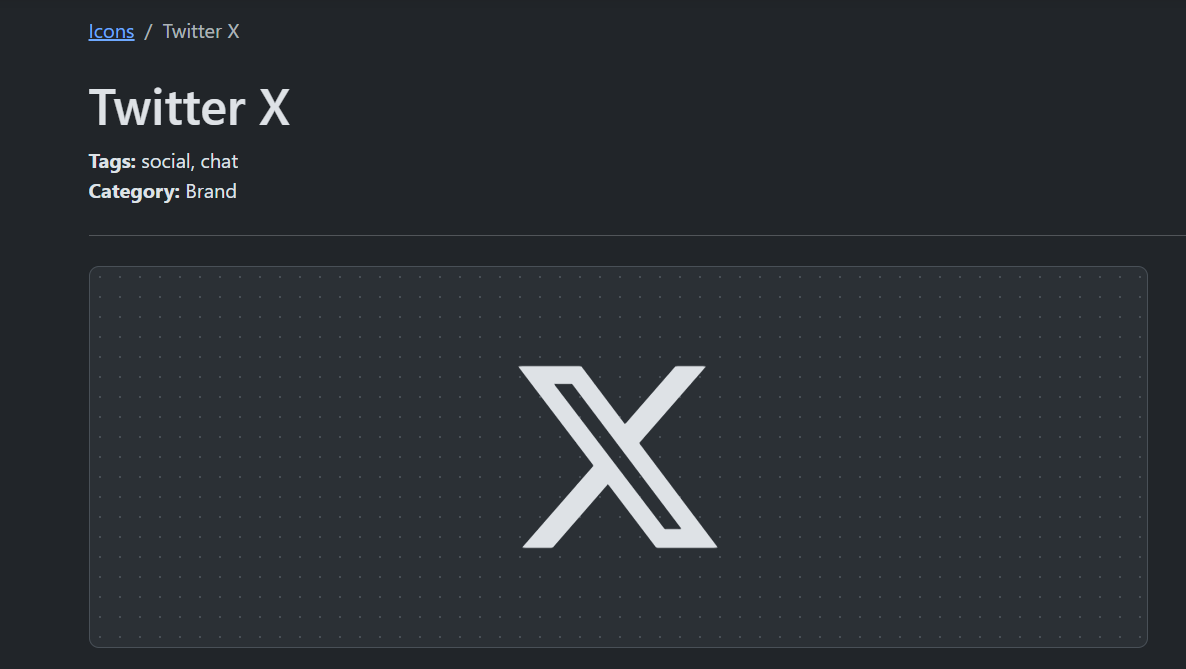 Icons / Twitter X
Twitter X
Tags: social, chat
Category: Brand